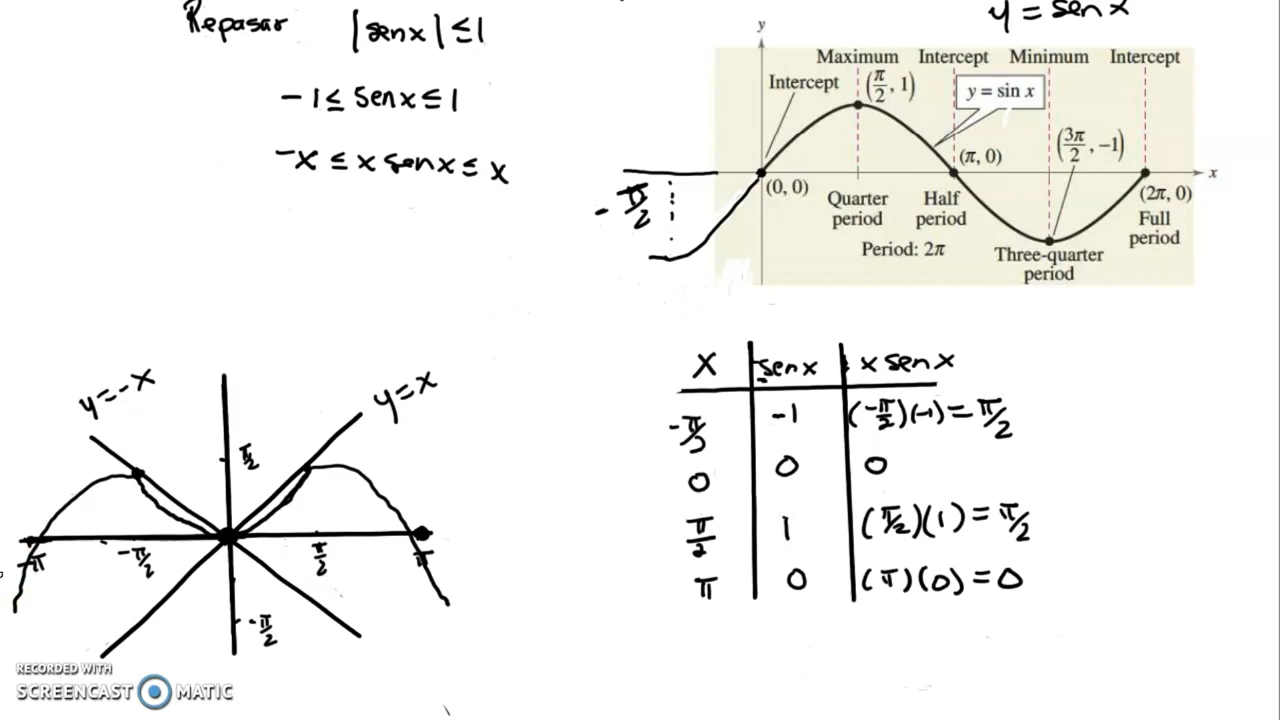 Repasar |senx| ≤ 1
-1 ≤ senx ≤ 1
-x ≤ x senx ≤ x
y = senx
y
Maximum Intercept Minimum Intercept
Intercept (π/2, 1) y = sin x
(3π/2, -1)
(π, 0)
x
-π/2
(0, 0) (2π, 0)
Quarter period
Half period
Full period
Period: 2π
Three-quarter period
y=-x
y=x
π/2
-π
-π/2
π/2
π
-π/2
x senx x senx
-π/2 -1 (-π/2)(-1) = π/2
0 0 0
π/2 1 (π/2)(1) = π/2
π 0 (π)(0) = 0
RECORDED WITH
SCREENCAST MATIC